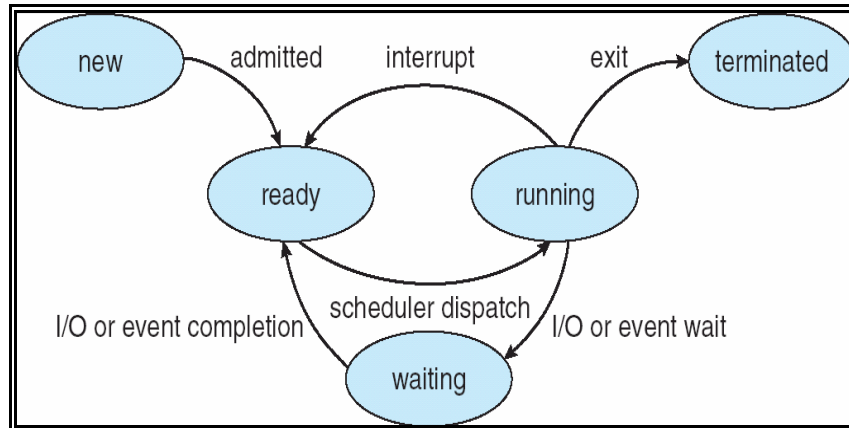 new
admitted
interrupt
exit
terminated
ready
running
I/O or event completion
scheduler dispatch
I/O or event wait
waiting